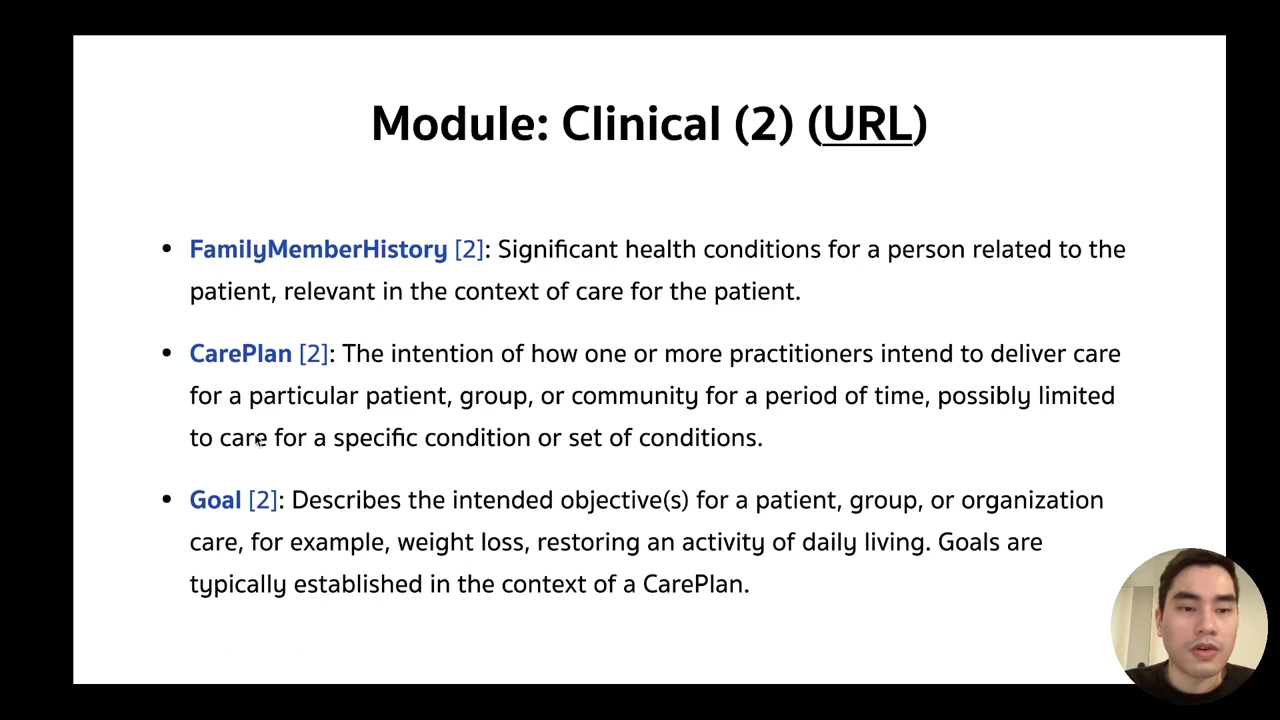 Module: Clinical (2) (URL)
• FamilyMemberHistory [2]: Significant health conditions for a person related to the
patient, relevant in the context of care for the patient.
• CarePlan [2]: The intention of how one or more practitioners intend to deliver care
for a particular patient, group, or community for a period of time, possibly limited
to care for a specific condition or set of conditions.
• Goal [2]: Describes the intended objective(s) for a patient, group, or organization
care, for example, weight loss, restoring an activity of daily living. Goals are
typically established in the context of a CarePlan.